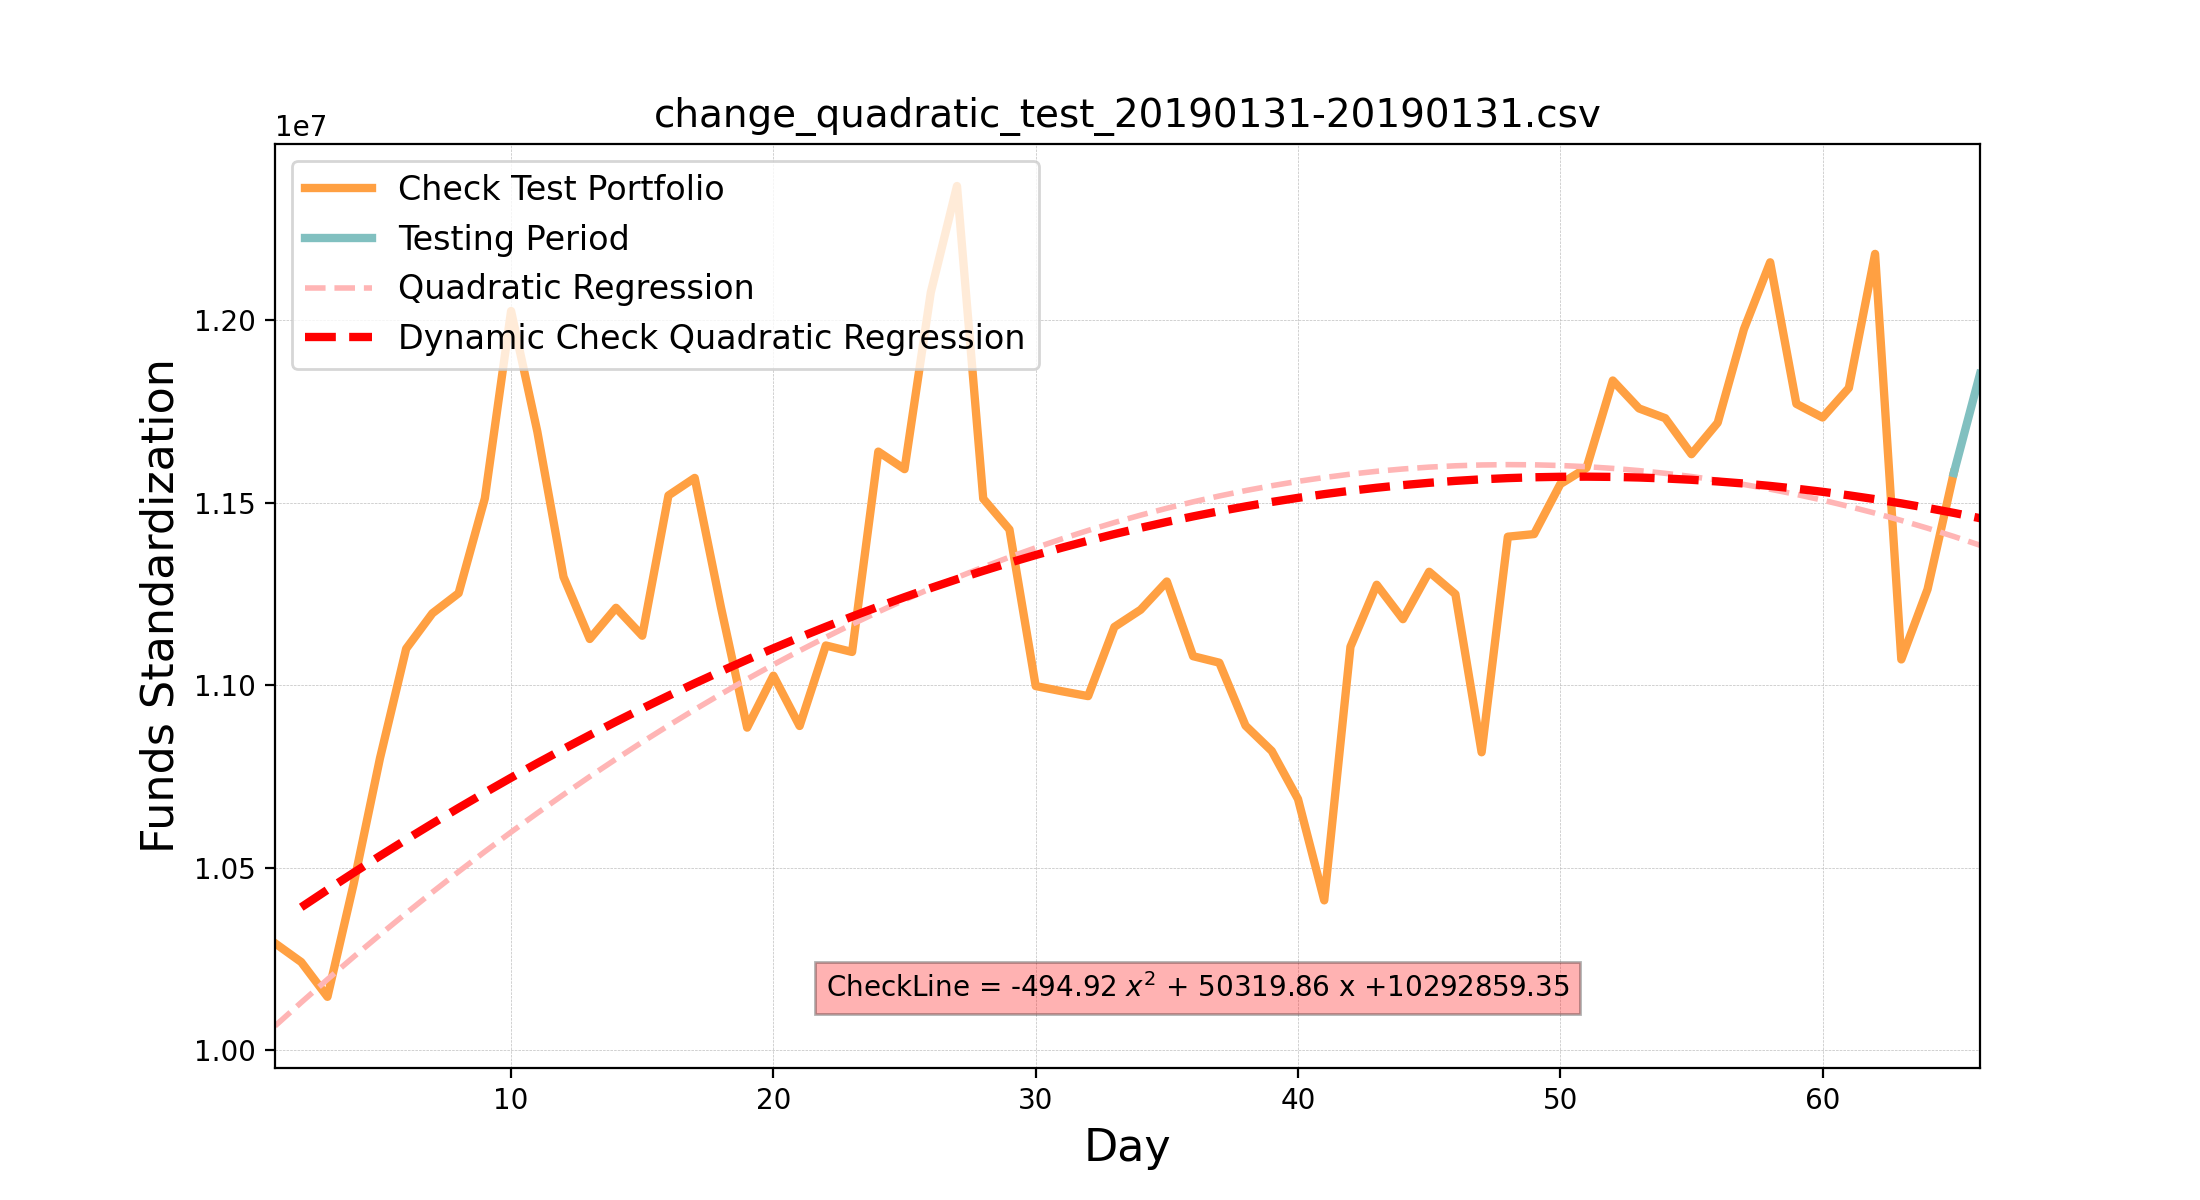 change_quadratic_test_20190131-20190131.csv
1e7
Check Test Portfolio
Testing Period
Quadratic Regression
Dynamic Check Quadratic Regression
1.20
1.15
1.10
1.05
1.00
Funds Standardization
CheckLine = -494.92 x² + 50319.86 x +10292859.35
10 20 30 40 50 60
Day